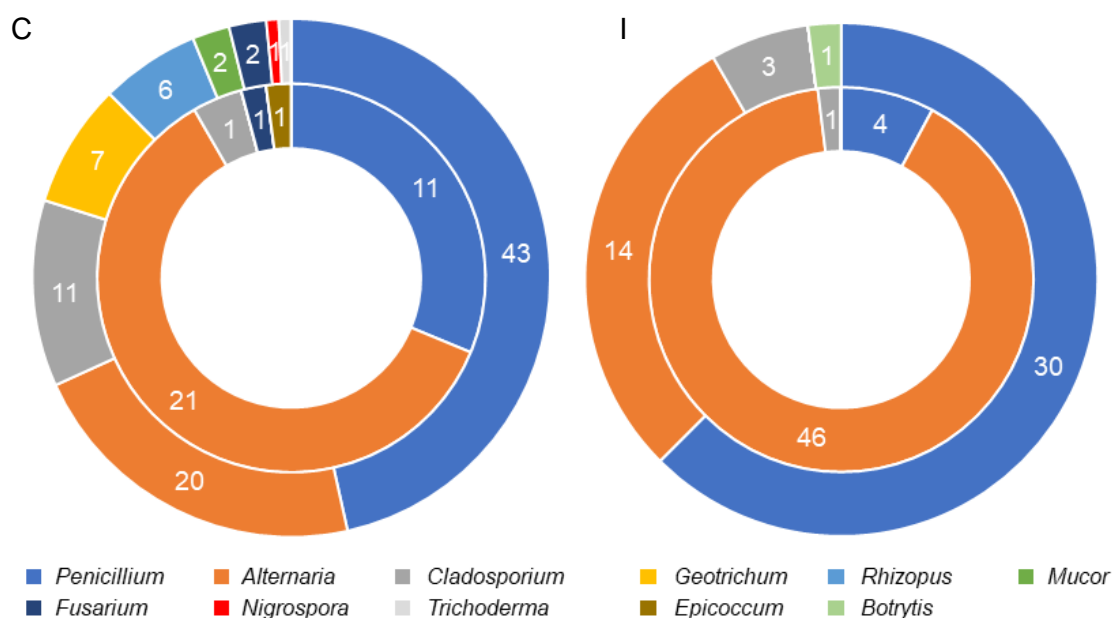 C
I
6
2
2
1
1
3
1
7
1
1
1
1
4
11
43
14
11
30
21
46
20
Penicillium
Alternaria
Cladosporium
Geotrichum
Rhizopus
Mucor
Fusarium
Nigrospora
Trichoderma
Epicoccum
Botrytis